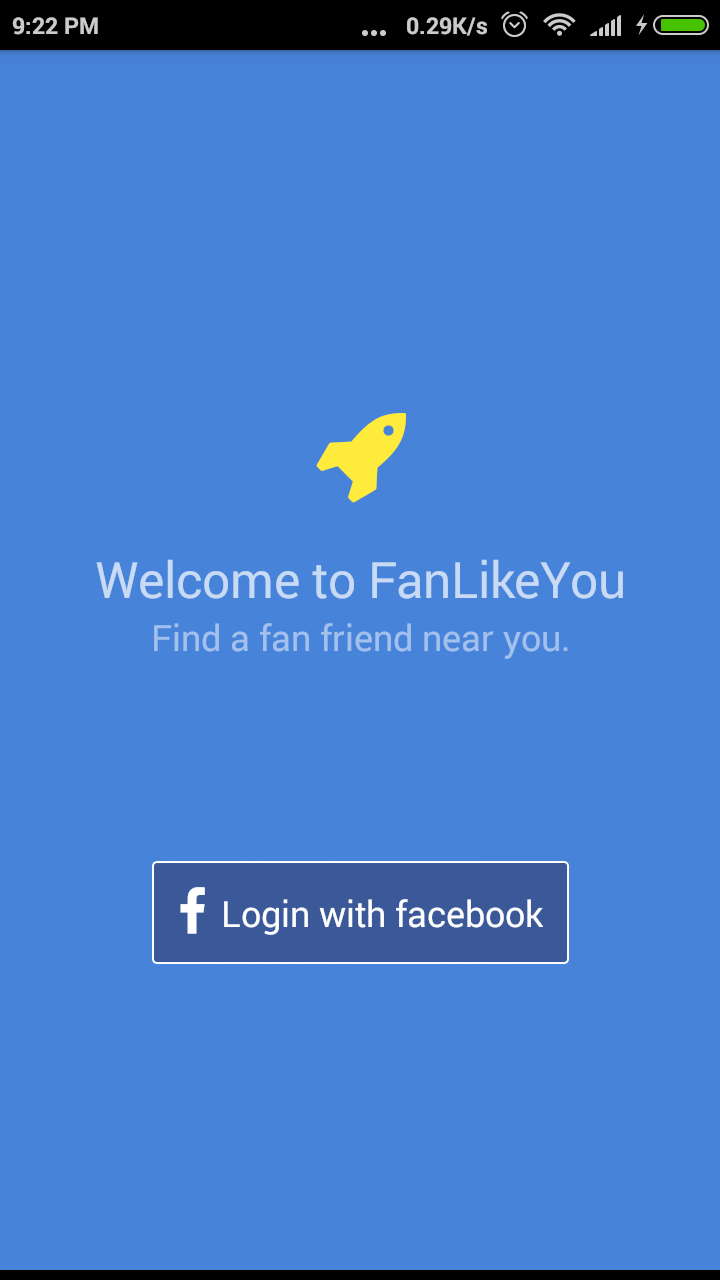 9:22 PM ... 0.29K/s
Welcome to FanLikeYou
Find a fan friend near you.
f Login with facebook